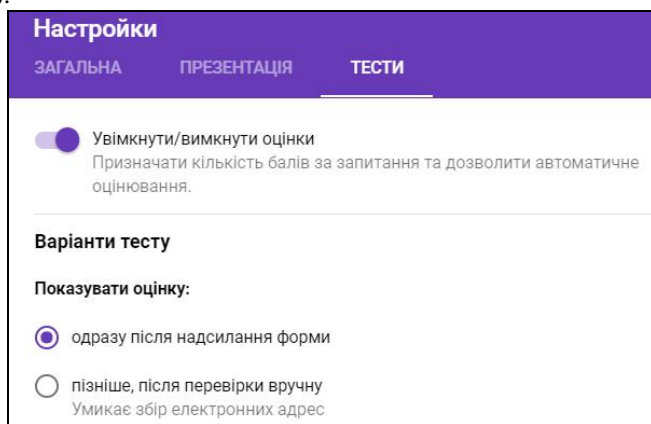 Настройки
ЗАГАЛЬНА ПРЕЗЕНТАЦІЯ ТЕСТИ
Увімкнути/вимкнути оцінки
Призначати кількість балів за запитання та дозволити автоматичне
оцінювання.
Варіанти тесту
Показувати оцінку:
одразу після надсилання форми
пізніше, після перевірки вручну
Умикає збір електронних адрес